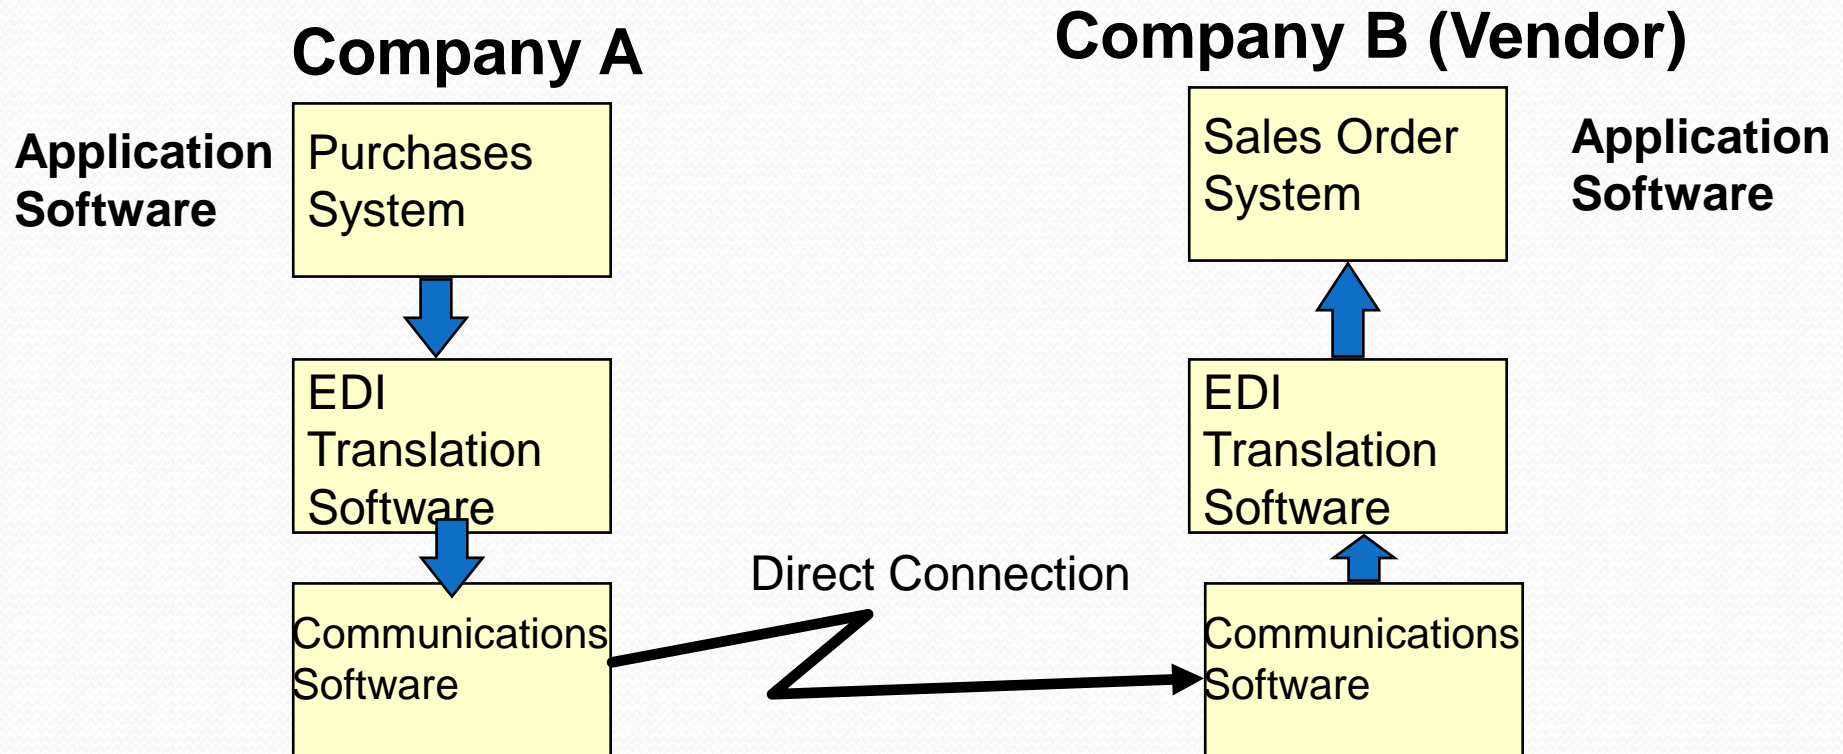 Company A
Application
Software
Purchases
System
EDI
Translation
Software
Communications
Software
Direct Connection
Company B (Vendor)
Sales Order
System
Application
Software
EDI
Translation
Software
Communications
Software